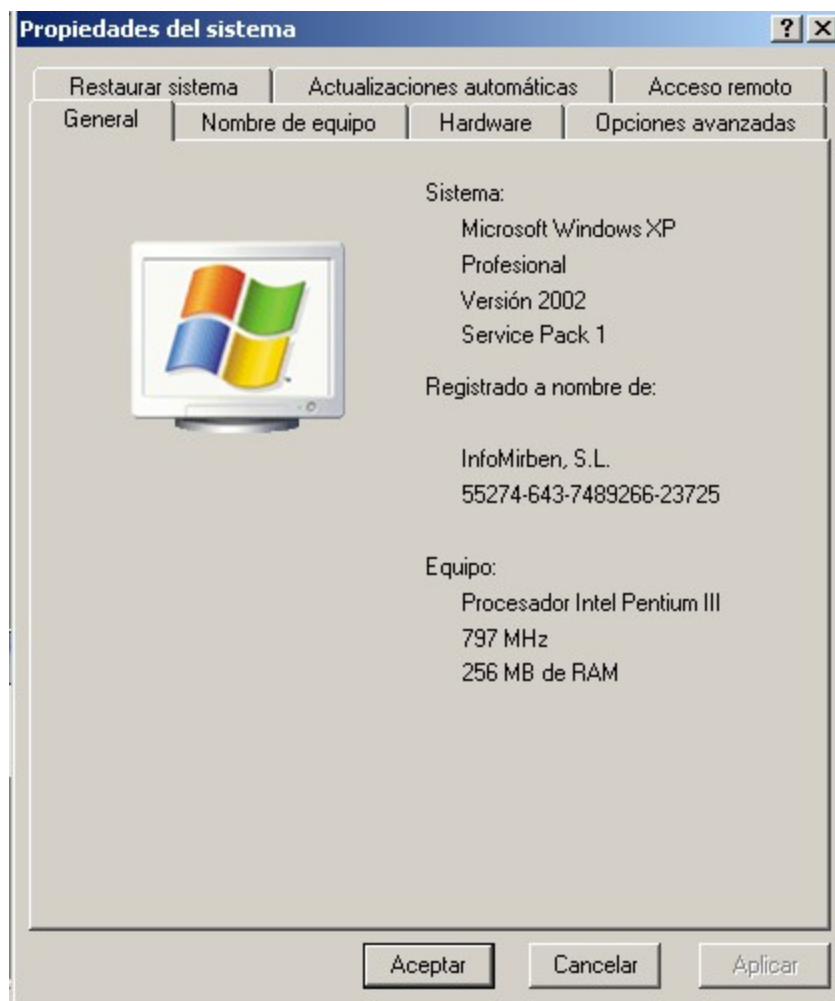 Propiedades del sistema
Restaurar sistema
Actualizaciones automáticas
Acceso remoto
General
Nombre de equipo
Hardware
Opciones avanzadas
Sistema:
Microsoft Windows XP
Profesional
Versión 2002
Service Pack 1
Registrado a nombre de:
InfoMirben, S.L.
55274-643-7489266-23725
Equipo:
Procesador Intel Pentium III
797 MHz
256 MB de RAM
Aceptar
Cancelar
Aplicar